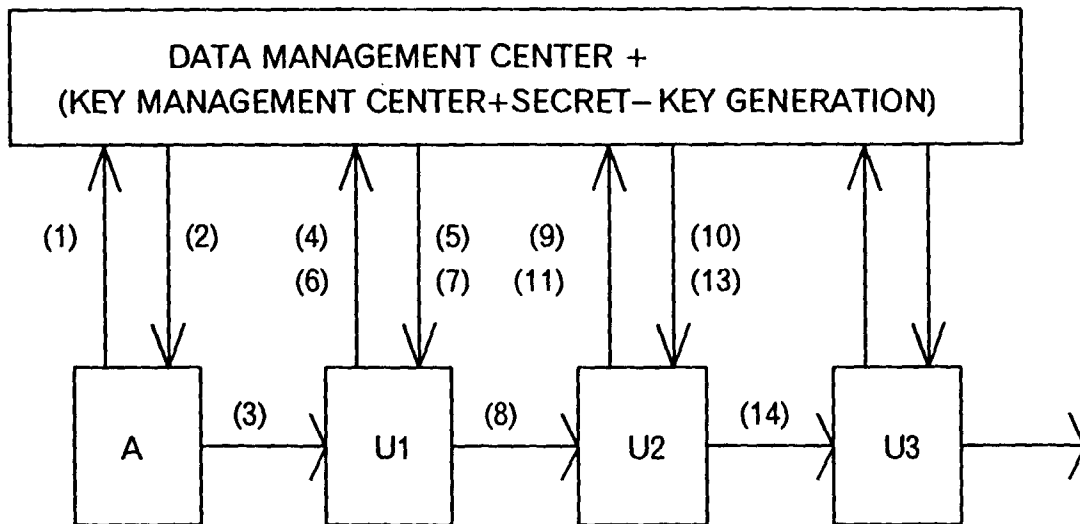 DATA MANAGEMENT CENTER +
(KEY MANAGEMENT CENTER+SECRET-KEY GENERATION)
(1) (2) (4) (5) (9) (10)
(6) (7) (11) (13)
(3) (8) (14)
A U1 U2 U3